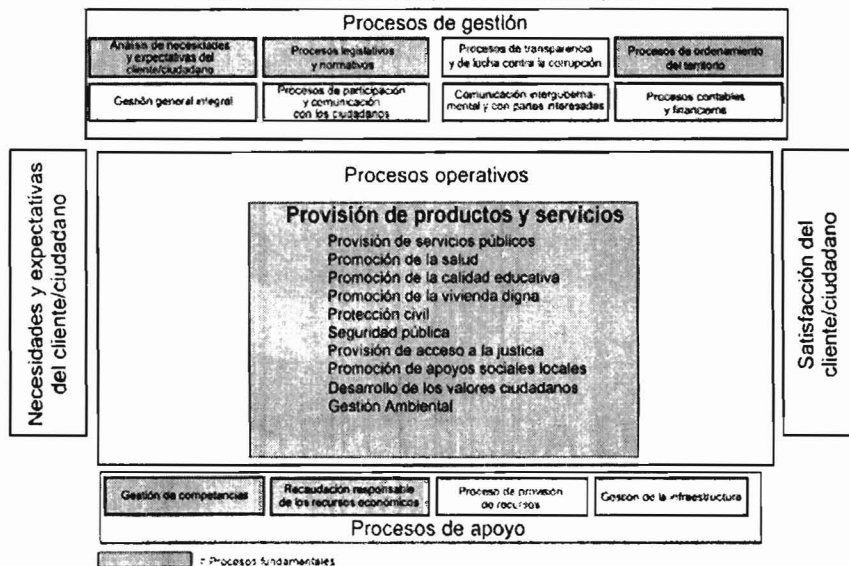 Procesos de gestión
Análisis de necesidades
y expectativas del
cliente/ciudadano
Procesos legislativos
y normativos
Procesos de transparencia
y de lucha contra la corrupción
Procesos de ordenamiento
del territorio
Gestión general integral
Procesos de participación
y comunicación
con los ciudadanos
Comunicación interguberna-
mental y con partes interesadas
Procesos contables
y financieros
Necesidades y expectativas
del cliente/ciudadano
Procesos operativos
Provisión de productos y servicios
Provisión de servicios públicos
Promoción de la salud
Promoción de la calidad educativa
Promoción de la vivienda digna
Protección civil
Seguridad pública
Provisión de acceso a la justicia
Promoción de apoyos sociales locales
Desarrollo de los valores ciudadanos
Gestión Ambiental
Satisfacción del
cliente/ciudadano
Gestión de competencias
Recaudación responsable
de los recursos económicos
Proceso de provisión
de recursos
Gestión de la infraestructura
Procesos de apoyo
= Procesos fundamentales